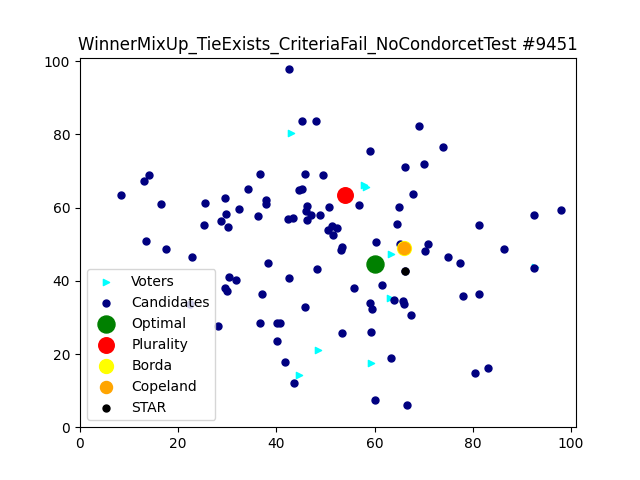 WinnerMixUp_TieExists_CriteriaFail_NoCondorcetTest #9451
100
80
60
40
20
0
Voters
Candidates
Optimal
Plurality
Borda
Copeland
STAR
0 20 40 60 80 100